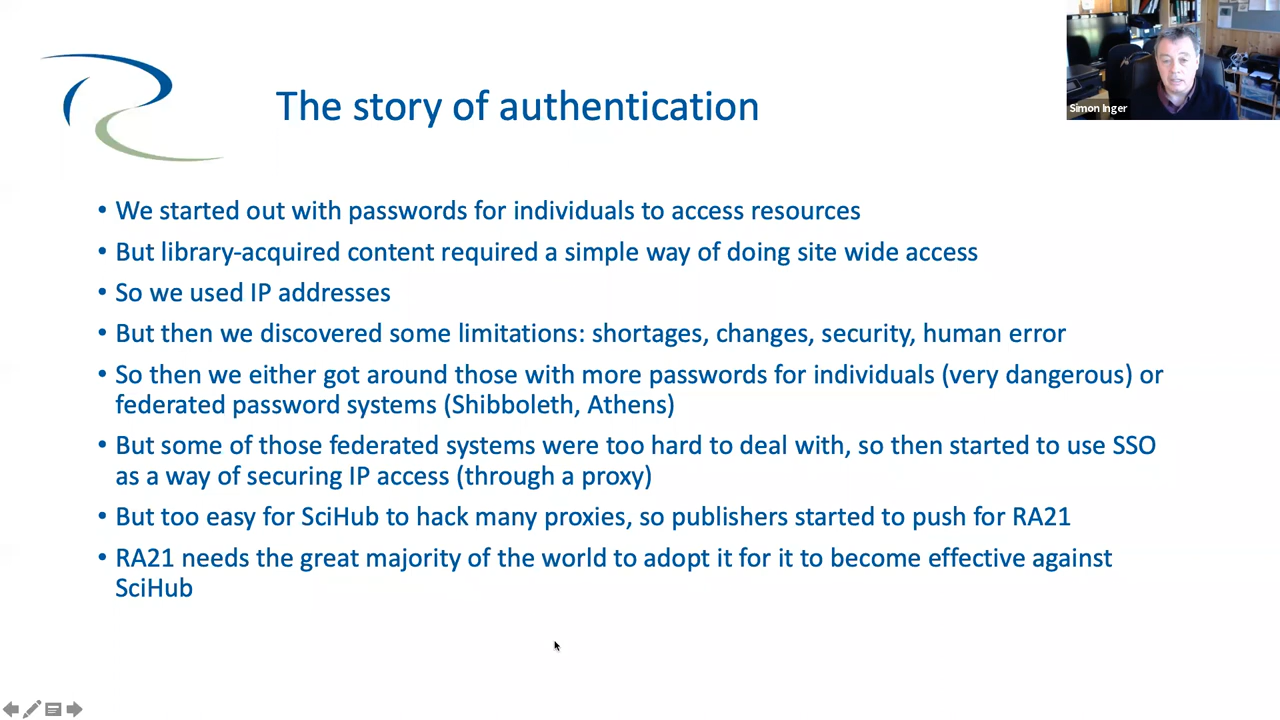 Simon Inger
The story of authentication
• We started out with passwords for individuals to access resources
• But library-acquired content required a simple way of doing site wide access
• So we used IP addresses
• But then we discovered some limitations: shortages, changes, security, human error
• So then we either got around those with more passwords for individuals (very dangerous) or
federated password systems (Shibboleth, Athens)
• But some of those federated systems were too hard to deal with, so then started to use SSO
as a way of securing IP access (through a proxy)
• But too easy for SciHub to hack many proxies, so publishers started to push for RA21
• RA21 needs the great majority of the world to adopt it for it to become effective against
SciHub